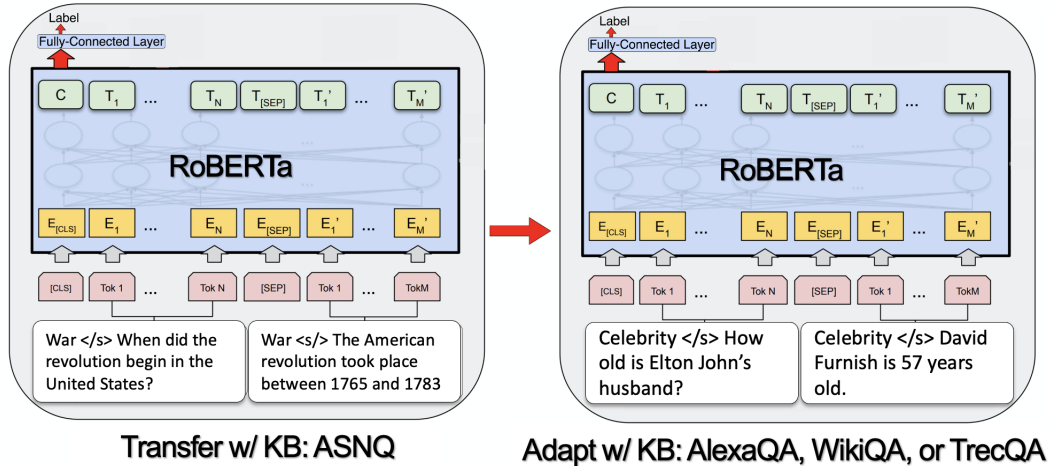 Label
Fully-Connected Layer
C T1 ... TN T[SEP] T1' ... TM'
...
RoBERTa
...
E[CLS] E1 ... EN E[SEP] E1' ... EM'
[CLS] Tok 1 ... Tok N [SEP] Tok 1 ... TokM
War </s> When did the
revolution begin in the
United States?
War <s/> The American
revolution took place
between 1765 and 1783
Transfer w/ KB: ASNQ
Label
Fully-Connected Layer
C T1 ... TN T[SEP] T1' ... TM'
...
RoBERTa
...
E[CLS] E1 ... EN E[SEP] E1' ... EM'
[CLS] Tok 1 ... Tok N [SEP] Tok 1 ... TokM
Celebrity </s> How
old is Elton John’s
husband?
Celebrity </s> David
Furnish is 57 years
old.
Adapt w/ KB: AlexaQA, WikiQA, or TrecQA